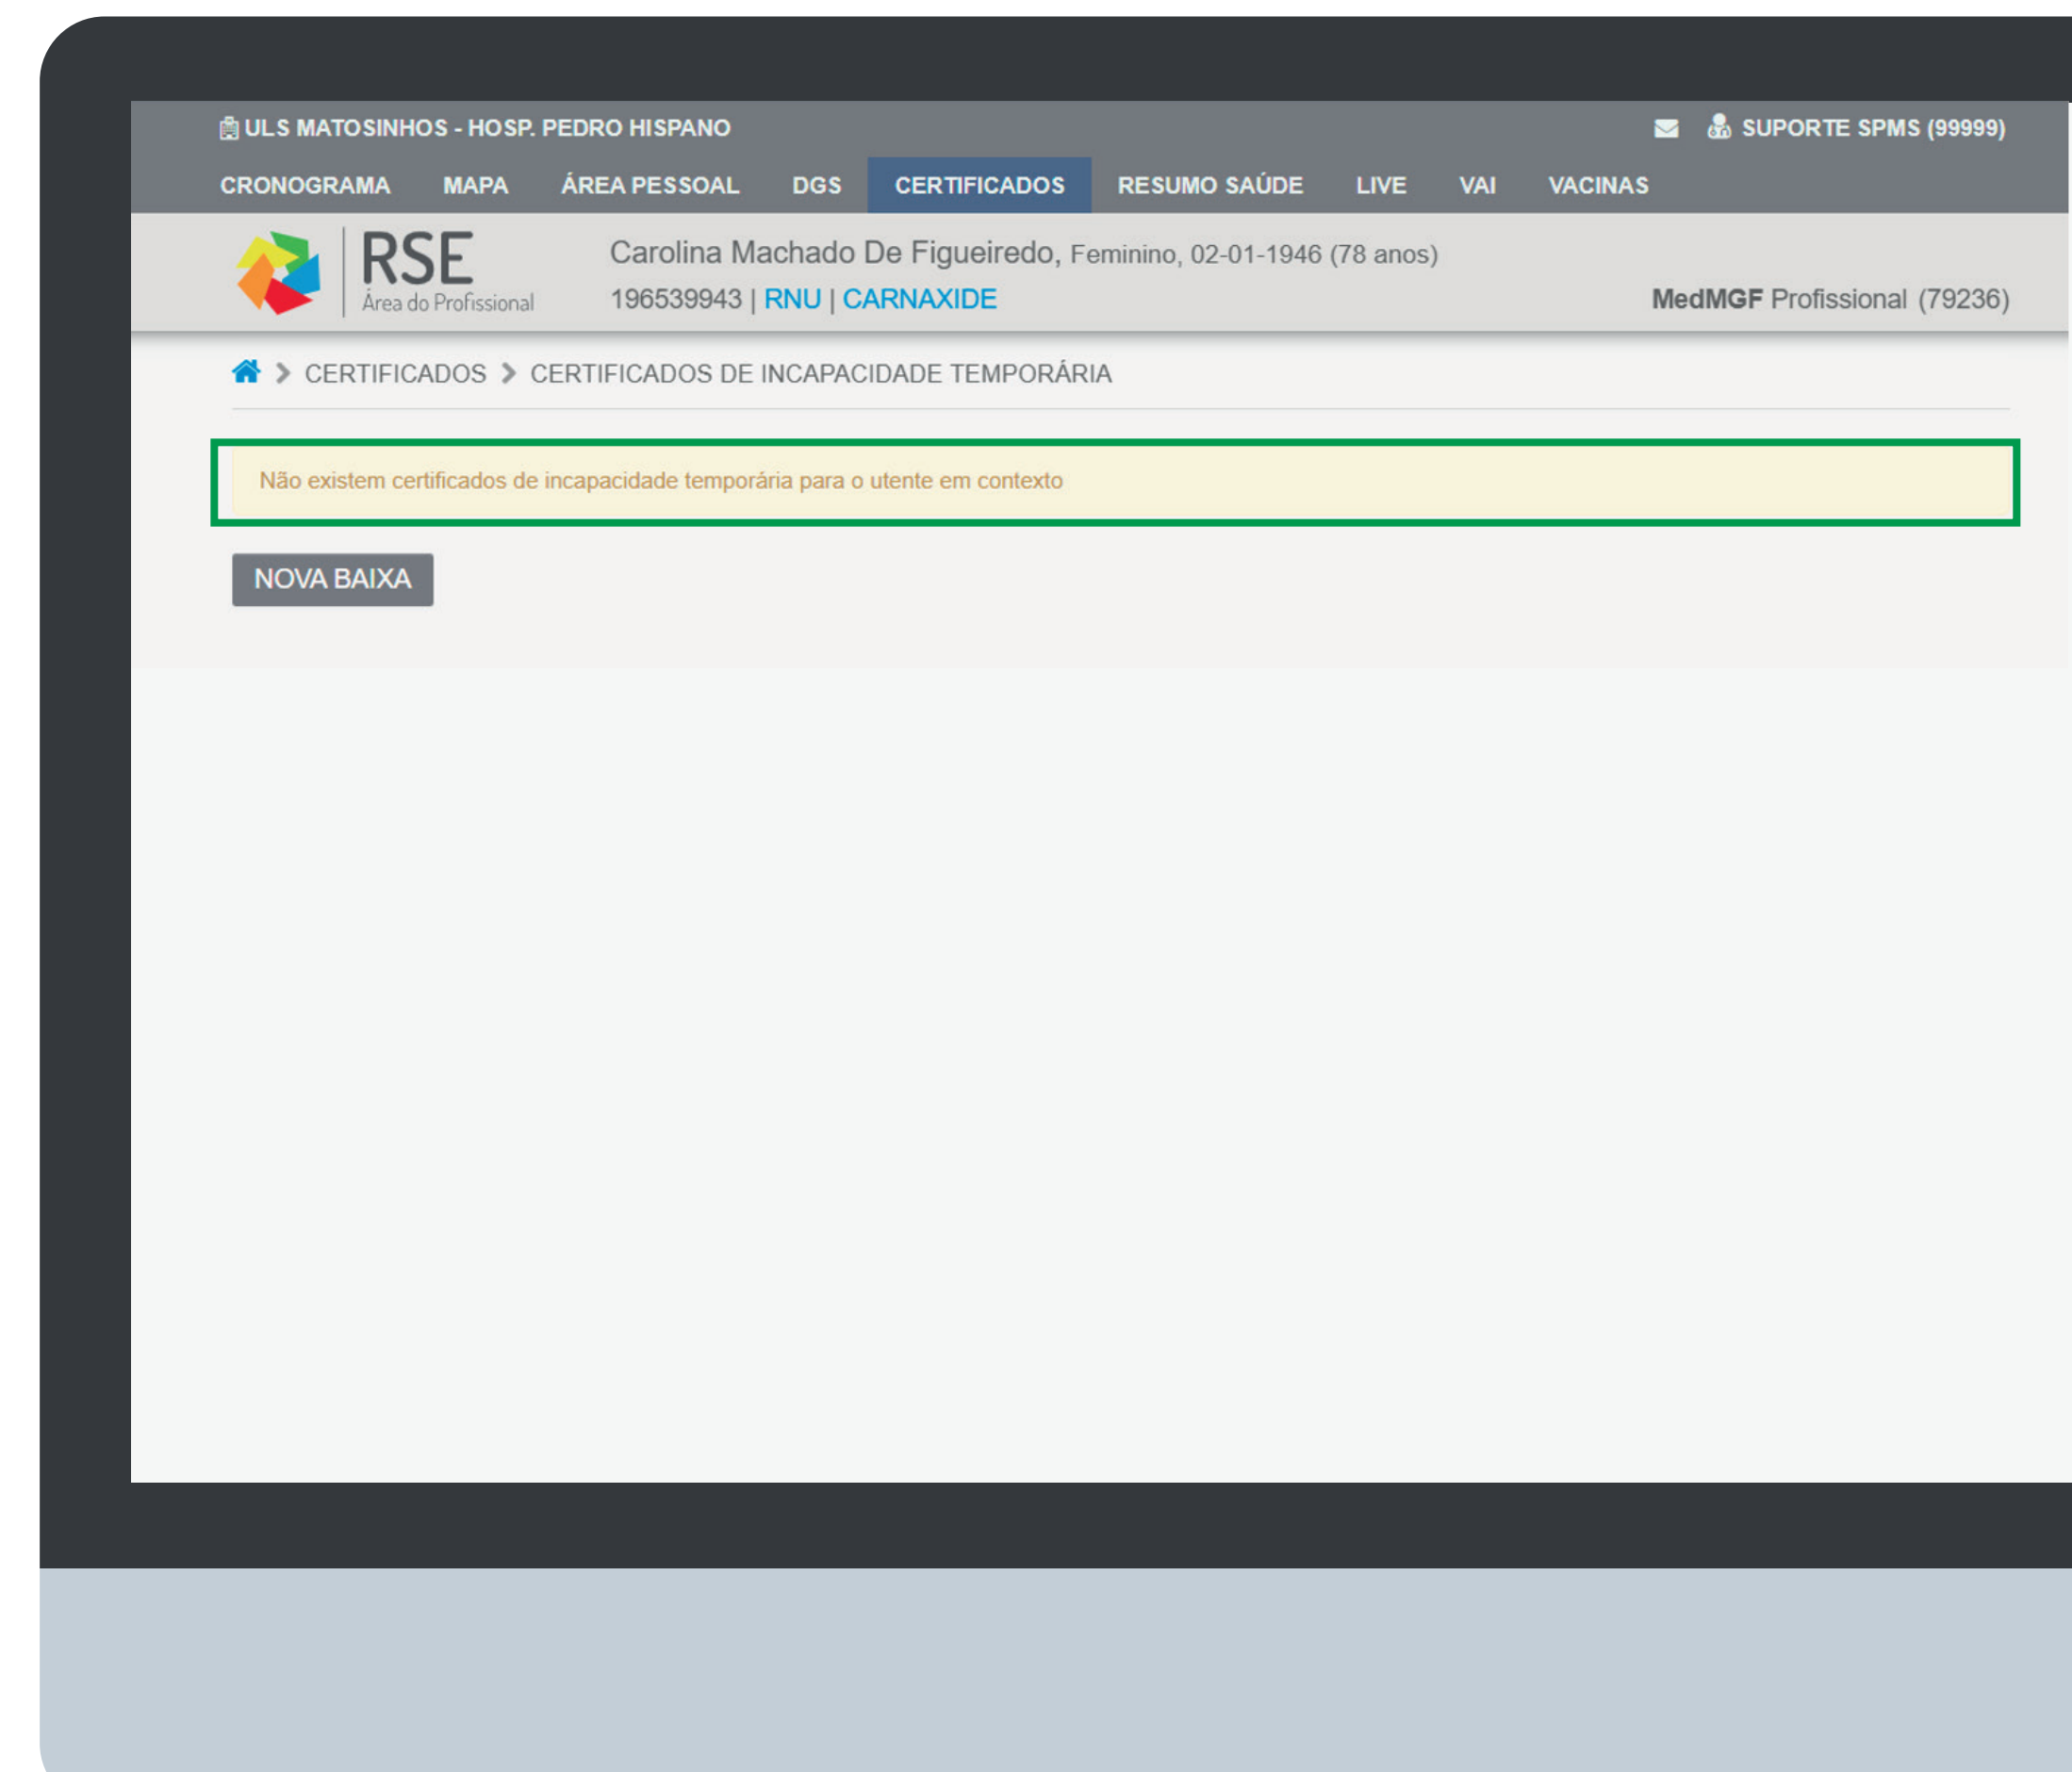 ULS MATOSINHOS - HOSP. PEDRO HISPANO
SUPORTE SPMS (99999)
CRONOGRAMA MAPA ÁREA PESSOAL DGS CERTIFICADOS RESUMO SAÚDE LIVE VAI VACINAS
RSE
Área do Profissional
Carolina Machado De Figueiredo, Feminino, 02-01-1946 (78 anos)
196539943 | RNU | CARNAXIDE
MedMGF Profissional (79236)
CERTIFICADOS > CERTIFICADOS DE INCAPACIDADE TEMPORÁRIA
Não existem certificados de incapacidade temporária para o utente em contexto
NOVA BAIXA